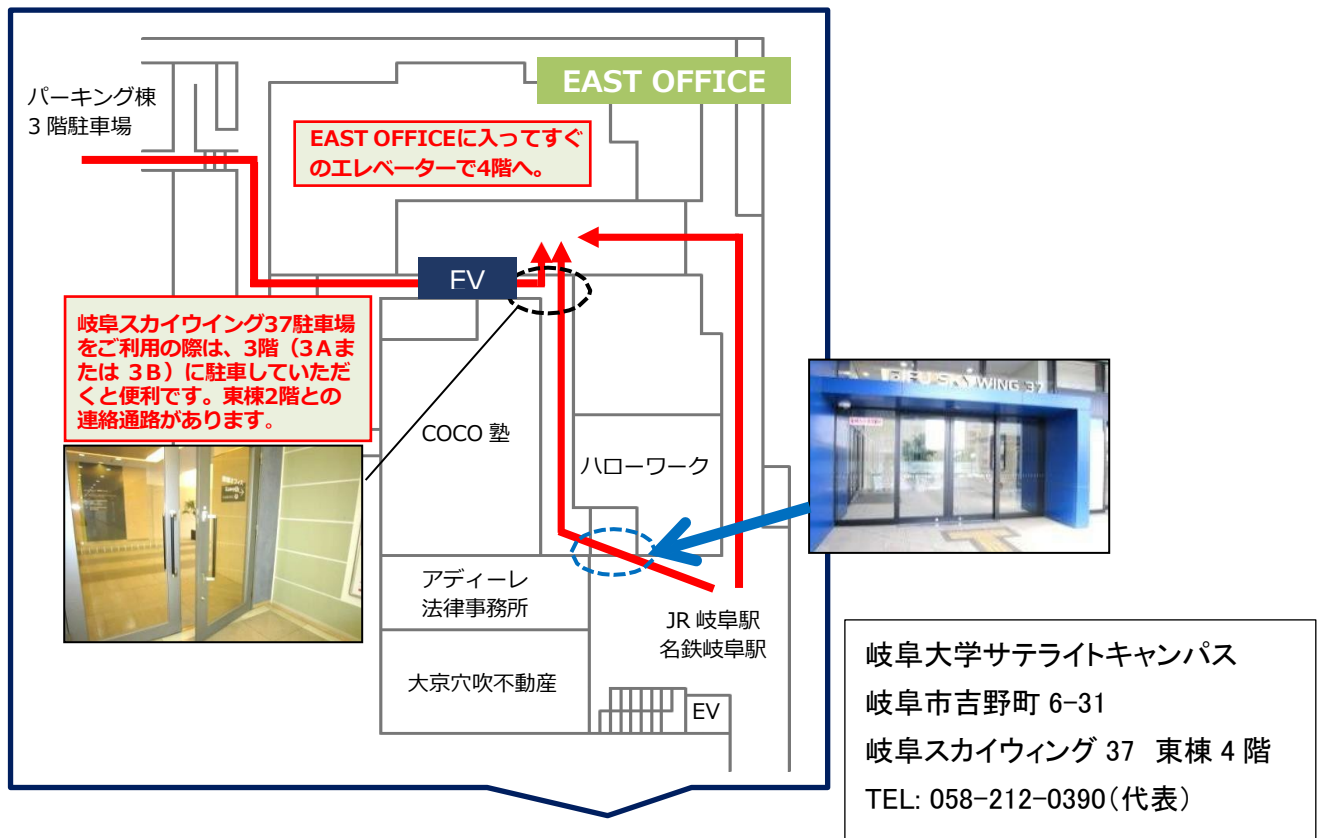 EAST OFFICE
パーキング棟
3 階駐車場
EAST OFFICEに入ってすぐ
のエレベーターで4階へ。
EV
岐阜スカイウイング37駐車場
をご利用の際は、3階（3Aま
たは 3B）に駐車していただ
くと便利です。東棟2階との
連絡通路があります。
GIFU SKYWING 37
COCO 塾
ハローワーク
アディーレ
法律事務所
JR 岐阜駅
名鉄岐阜駅
大京穴吹不動産
EV
岐阜大学サテライトキャンパス
岐阜市吉野町 6-31
岐阜スカイウィング 37　東棟 4 階
TEL: 058-212-0390（代表）